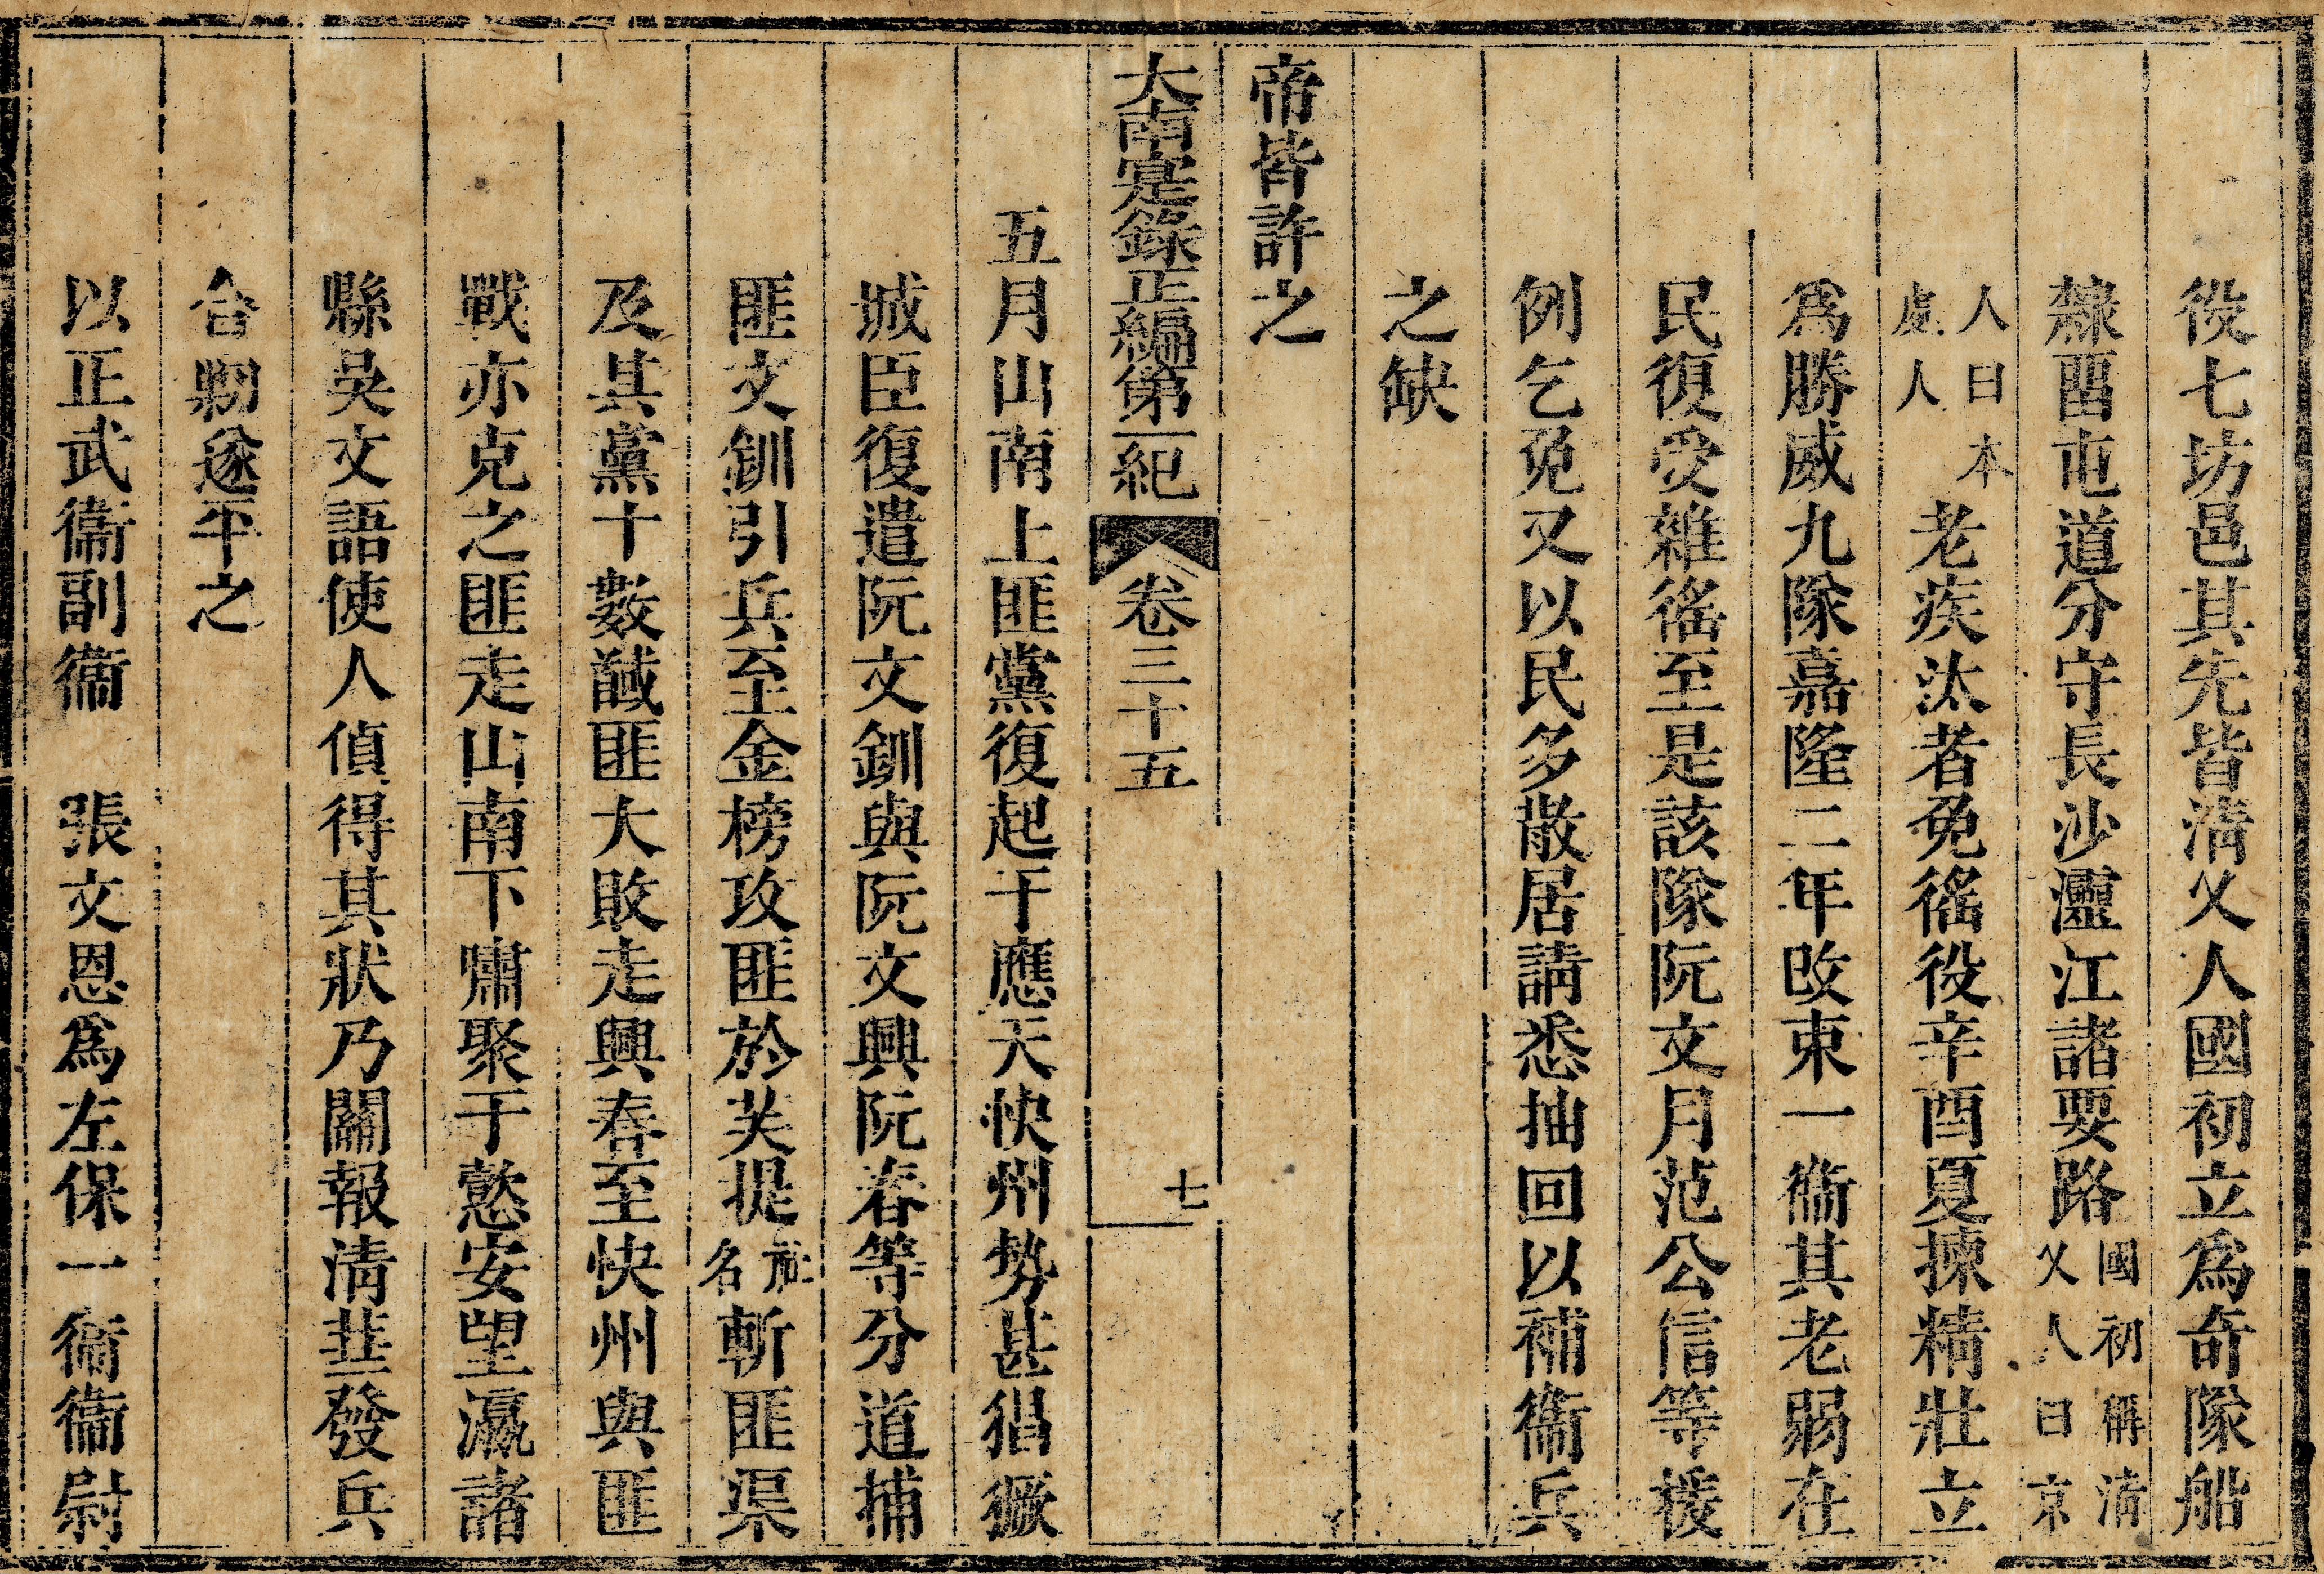 役七坊邑其先皆清乂人國初立爲奇隊船
隸酋屯道分守長沙瀘江諸要路國初稱清乂人曰京
人曰本處人老疾汰者免徭役辛酉夏揀精壯立
爲勝威九隊嘉隆二年改束一衞其老弱在
民復受雜徭至是該隊阮文月范公信等援
例乞免又以民多散居請悉抽回以補衞兵
之缺
帝皆許之
大南寔錄正編第一紀 卷三十五 七
五月山南上匪黨復起于應天快州勢甚猖獗
城臣復遣阮文釧與阮文興阮春等分道捕
匪文釧引兵至金榜攻匪於芙提社名斬匪渠
及其黨十數馘匪大敗走興春至快州與匪
戰亦克之匪走山南下嘯聚于憼安望瀛諸
縣吳文語使人偵得其狀乃關報清葩發兵
合剿遂平之
以正武衞副衞 張文恩爲左保一衞衞尉